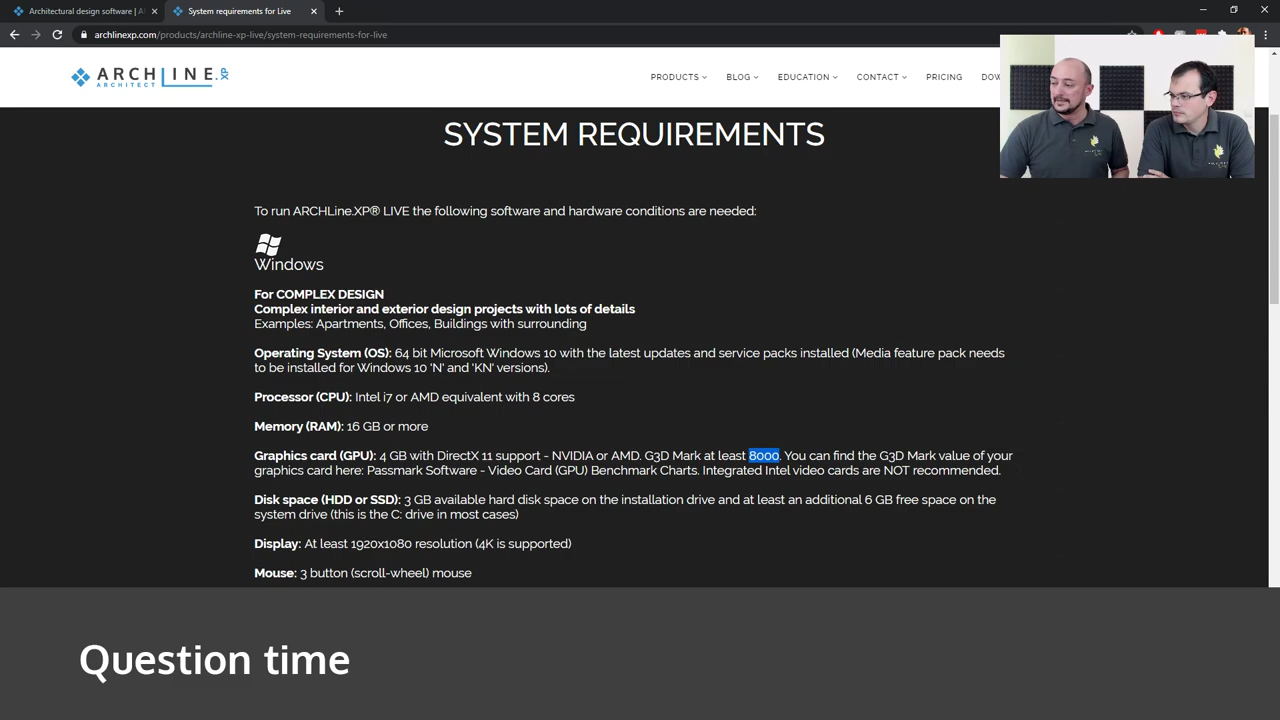 Architectural design software | A
System requirements for Live
archlinexp.com/products/archline-xp-live/system-requirements-for-live
ARCHLINE.XP
ARCHITECT
PRODUCTS
BLOG
EDUCATION
CONTACT
PRICING
DOW
SYSTEM REQUIREMENTS
To run ARCHLine.XP® LIVE the following software and hardware conditions are needed:
Windows
For COMPLEX DESIGN
Complex interior and exterior design projects with lots of details
Examples: Apartments, Offices, Buildings with surrounding
Operating System (OS): 64 bit Microsoft Windows 10 with the latest updates and service packs installed (Media feature pack needs
to be installed for Windows 10 'N' and 'KN' versions).
Processor (CPU): Intel i7 or AMD equivalent with 8 cores
Memory (RAM): 16 GB or more
Graphics card (GPU): 4 GB with DirectX 11 support - NVIDIA or AMD. G3D Mark at least 8000. You can find the G3D Mark value of your
graphics card here: Passmark Software - Video Card (GPU) Benchmark Charts. Integrated Intel video cards are NOT recommended.
Disk space (HDD or SSD): 3 GB available hard disk space on the installation drive and at least an additional 6 GB free space on the
system drive (this is the C: drive in most cases)
Display: At least 1920x1080 resolution (4K is supported)
Mouse: 3 button (scroll-wheel) mouse
Question time